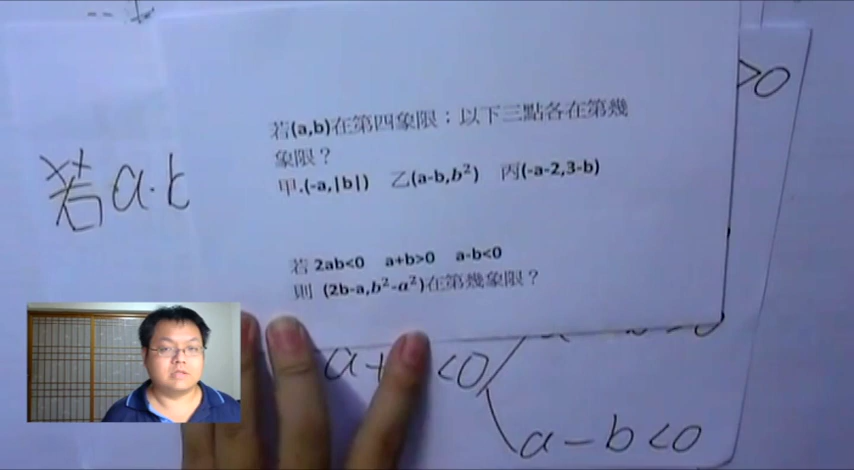 >0
若a·
若(a,b)在第四象限；以下三點各在第幾
象限？
甲.(-a,|b|) 乙(a-b,b²) 丙(-a-2,3-b)
若 2ab<0 a+b>0 a-b<0
則 (2b-a,b²-a²)在第幾象限？
a+ <0
a-b<0